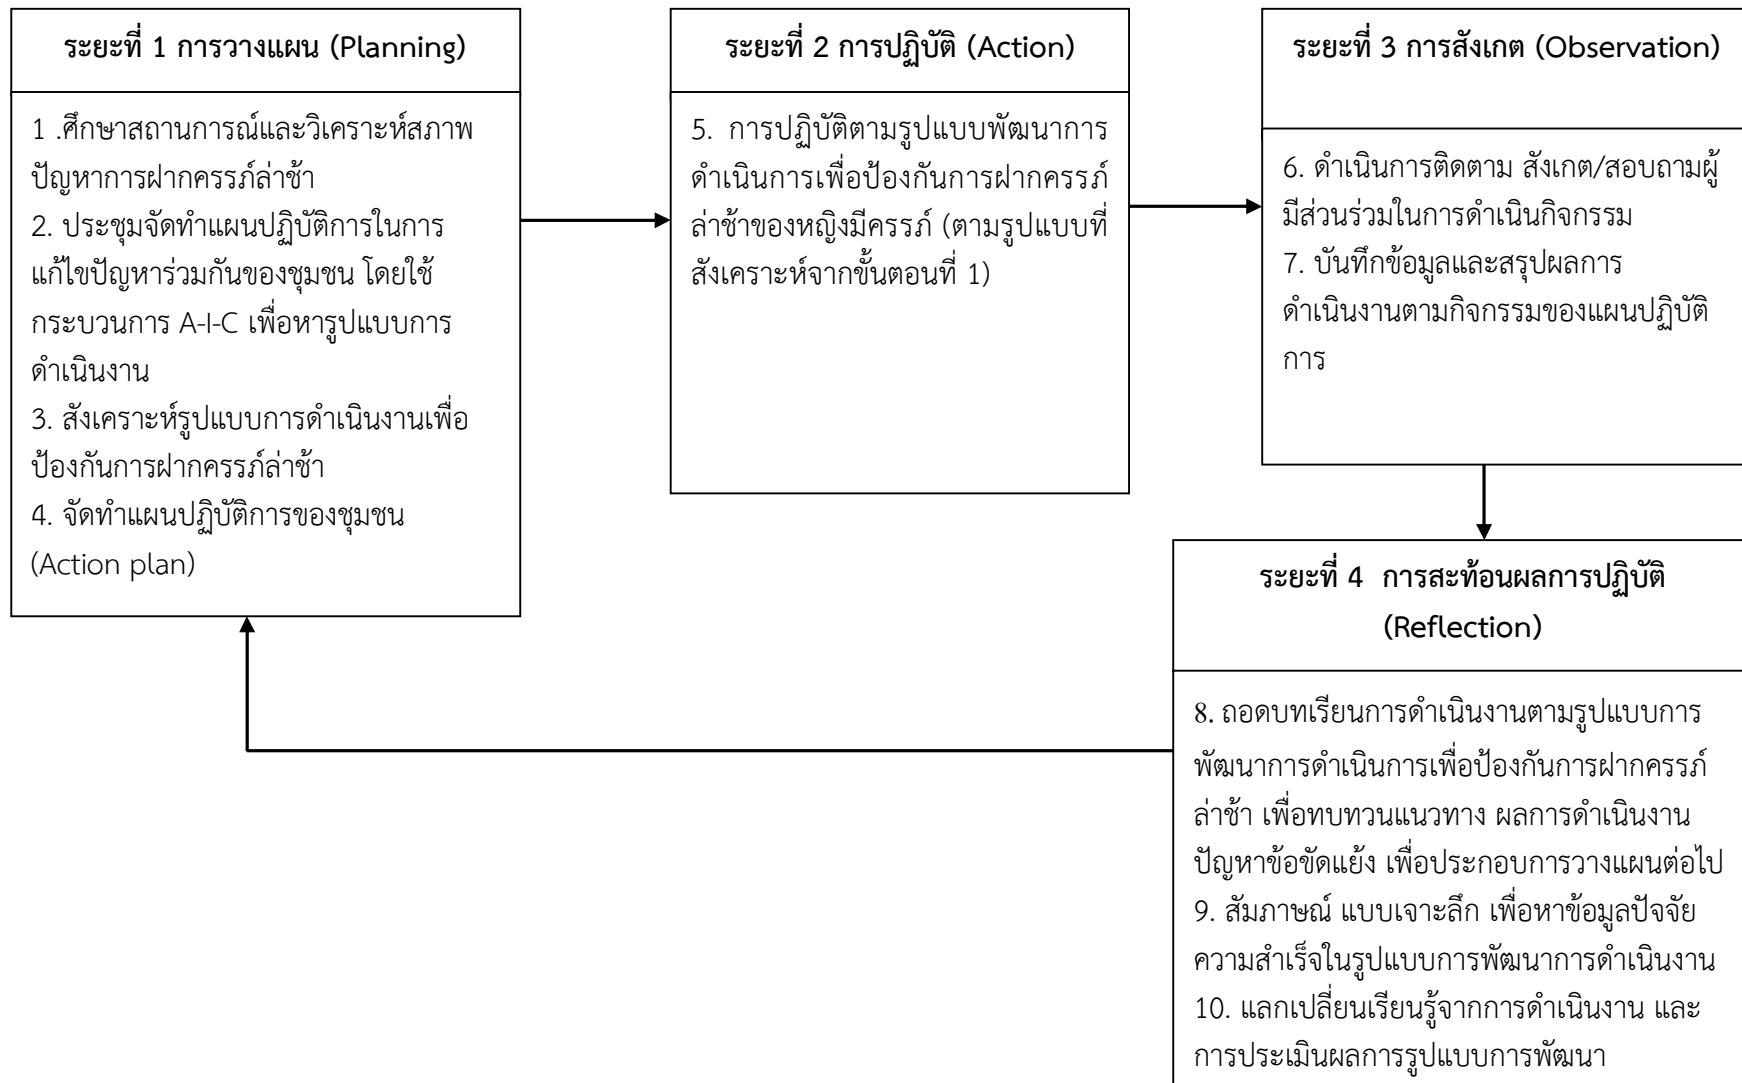 ระยะที่ 1 การวางแผน (Planning)
1 .ศึกษาสถานการณ์และวิเคราะห์สภาพ
ปัญหาการฝากครรภ์ล่าช้า
2. ประชุมจัดทำแผนปฏิบัติการในการ
แก้ไขปัญหาร่วมกันของชุมชน โดยใช้
กระบวนการ A-I-C เพื่อหารูปแบบการ
ดำเนินงาน
3. สังเคราะห์รูปแบบการดำเนินงานเพื่อ
ป้องกันการฝากครรภ์ล่าช้า
4. จัดทำแผนปฏิบัติการของชุมชน
(Action plan)
ระยะที่ 2 การปฏิบัติ (Action)
5. การปฏิบัติตามรูปแบบพัฒนาการ
ดำเนินการเพื่อป้องกันการฝากครรภ์
ล่าช้าของหญิงมีครรภ์ (ตามรูปแบบที่
สังเคราะห์จากขั้นตอนที่ 1)
ระยะที่ 3 การสังเกต (Observation)
6. ดำเนินการติดตาม สังเกต/สอบถามผู้
มีส่วนร่วมในการดำเนินกิจกรรม
7. บันทึกข้อมูลและสรุปผลการ
ดำเนินงานตามกิจกรรมของแผนปฏิบัติ
การ
ระยะที่ 4 การสะท้อนผลการปฏิบัติ
(Reflection)
8. ถอดบทเรียนการดำเนินงานตามรูปแบบการ
พัฒนาการดำเนินการเพื่อป้องกันการฝากครรภ์
ล่าช้า เพื่อทบทวนแนวทาง ผลการดำเนินงาน
ปัญหาข้อขัดแย้ง เพื่อประกอบการวางแผนต่อไป
9. สัมภาษณ์ แบบเจาะลึก เพื่อหาข้อมูลปัจจัย
ความสำเร็จในรูปแบบการพัฒนาการดำเนินงาน
10. แลกเปลี่ยนเรียนรู้จากการดำเนินงาน และ
การประเมินผลการรูปแบบการพัฒนา